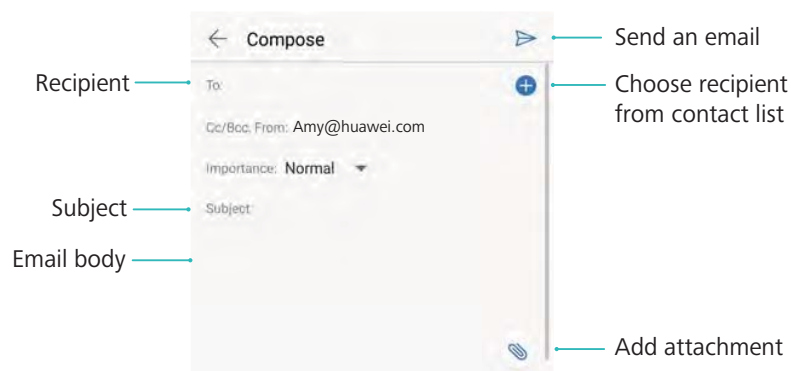 Compose
Send an email
Recipient
To:
Choose recipient
from contact list
Cc/Bcc, From: Amy@huawei.com
Importance: Normal
Subject
Subject:
Email body
Add attachment